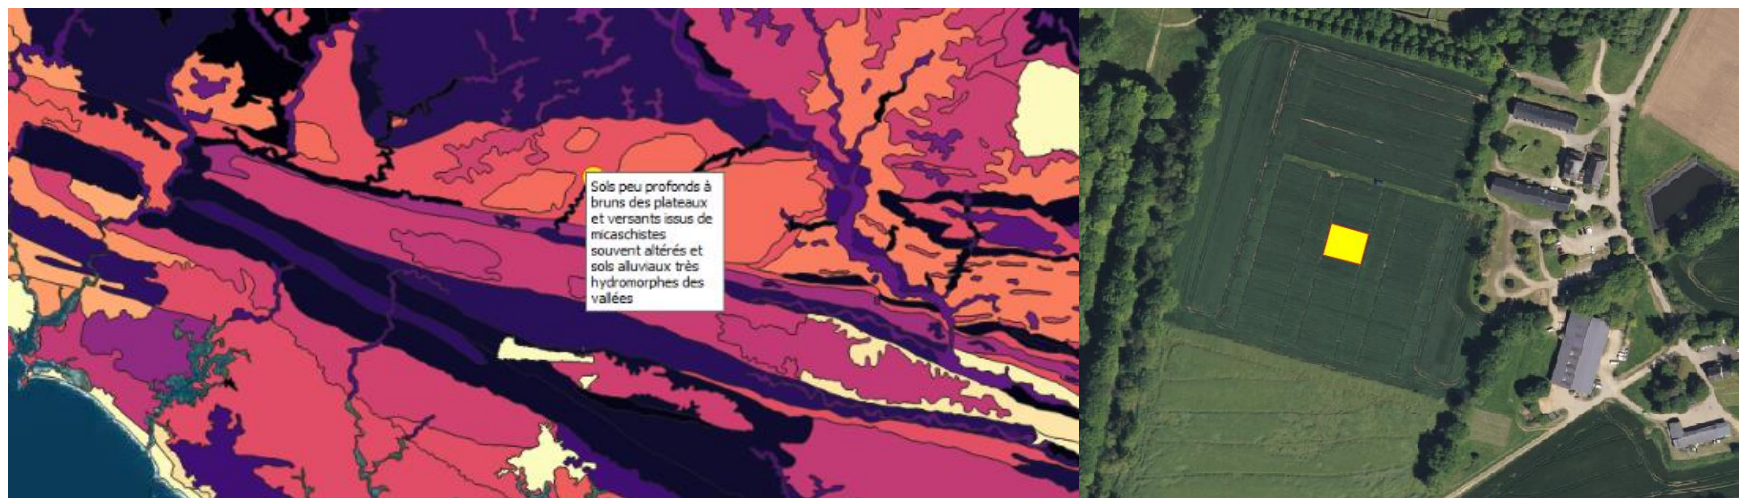 Sols peu profonds à
bruns des plateaux
et versants issus de
micaschistes
souvent altérés et
sols alluviaux très
hydromorphes des
vallées